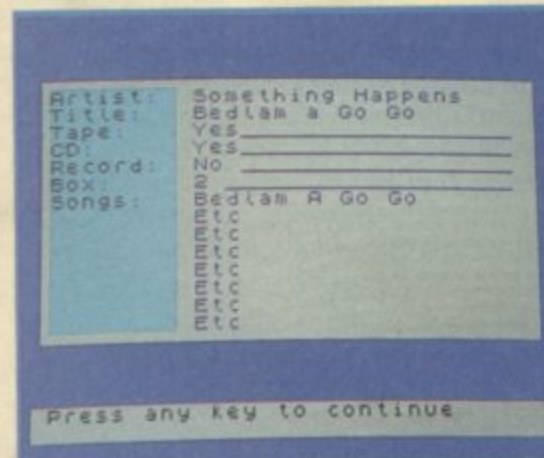 Artist: Something Happens
Title: Bedlam a Go Go
Tape: Yes
CD: Yes
Record: No
Box: 2
Songs: Bedlam A Go Go
Etc
Etc
Etc
Etc
Etc
Etc
Etc
Press any key to continue